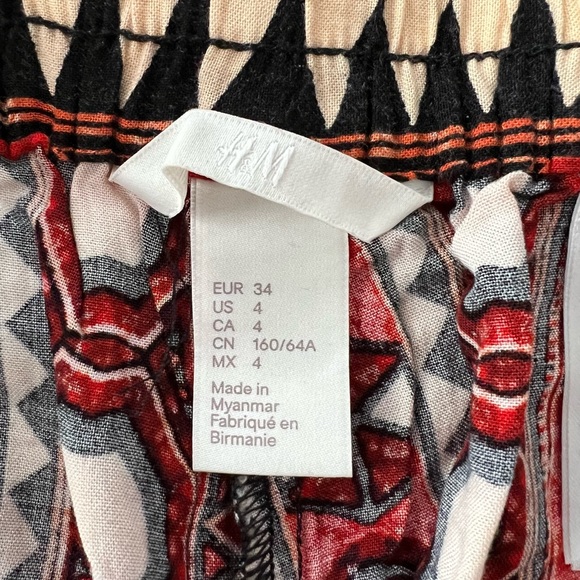 H&M
EUR 34
US 4
CA 4
CN 160/64A
MX 4
Made in
Myanmar
Fabriqué en
Birmanie